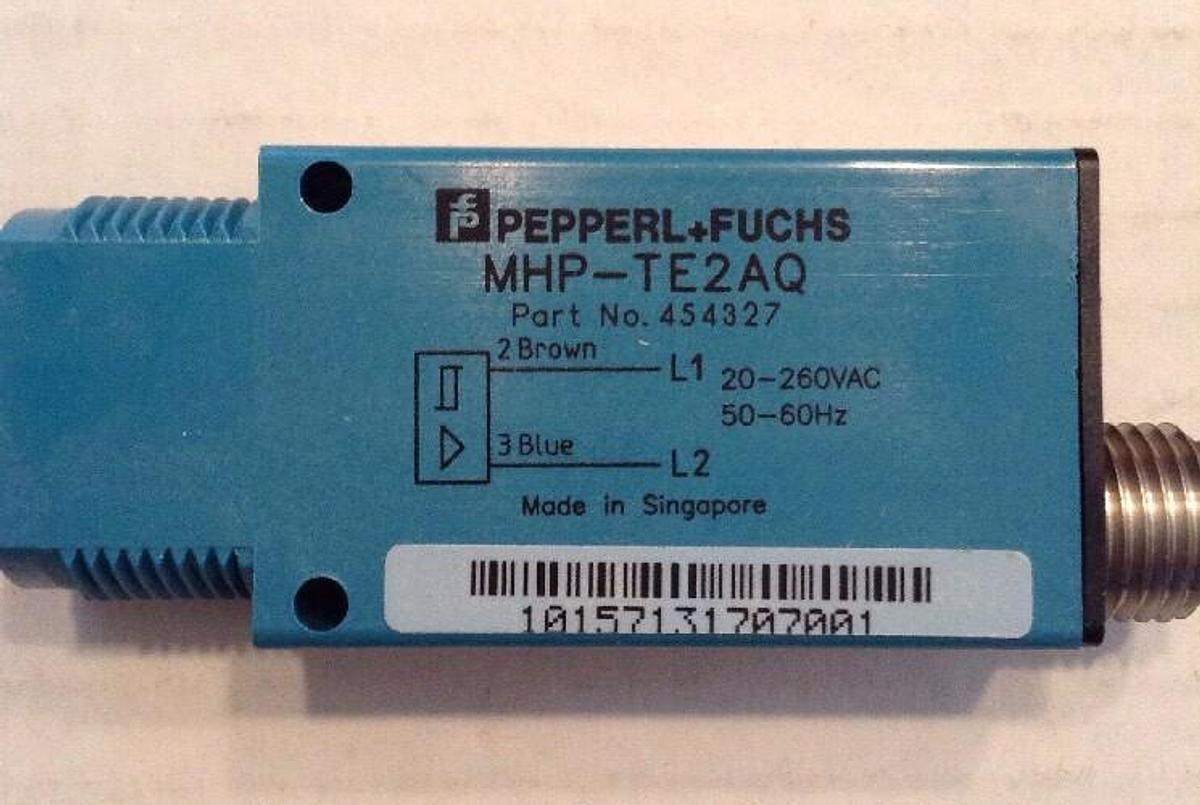 PEPPERL+FUCHS
MHP-TE2AQ
Part No. 454327
2 Brown
L1 20-260VAC
50-60Hz
3 Blue
L2
Made in Singapore
10157131707001